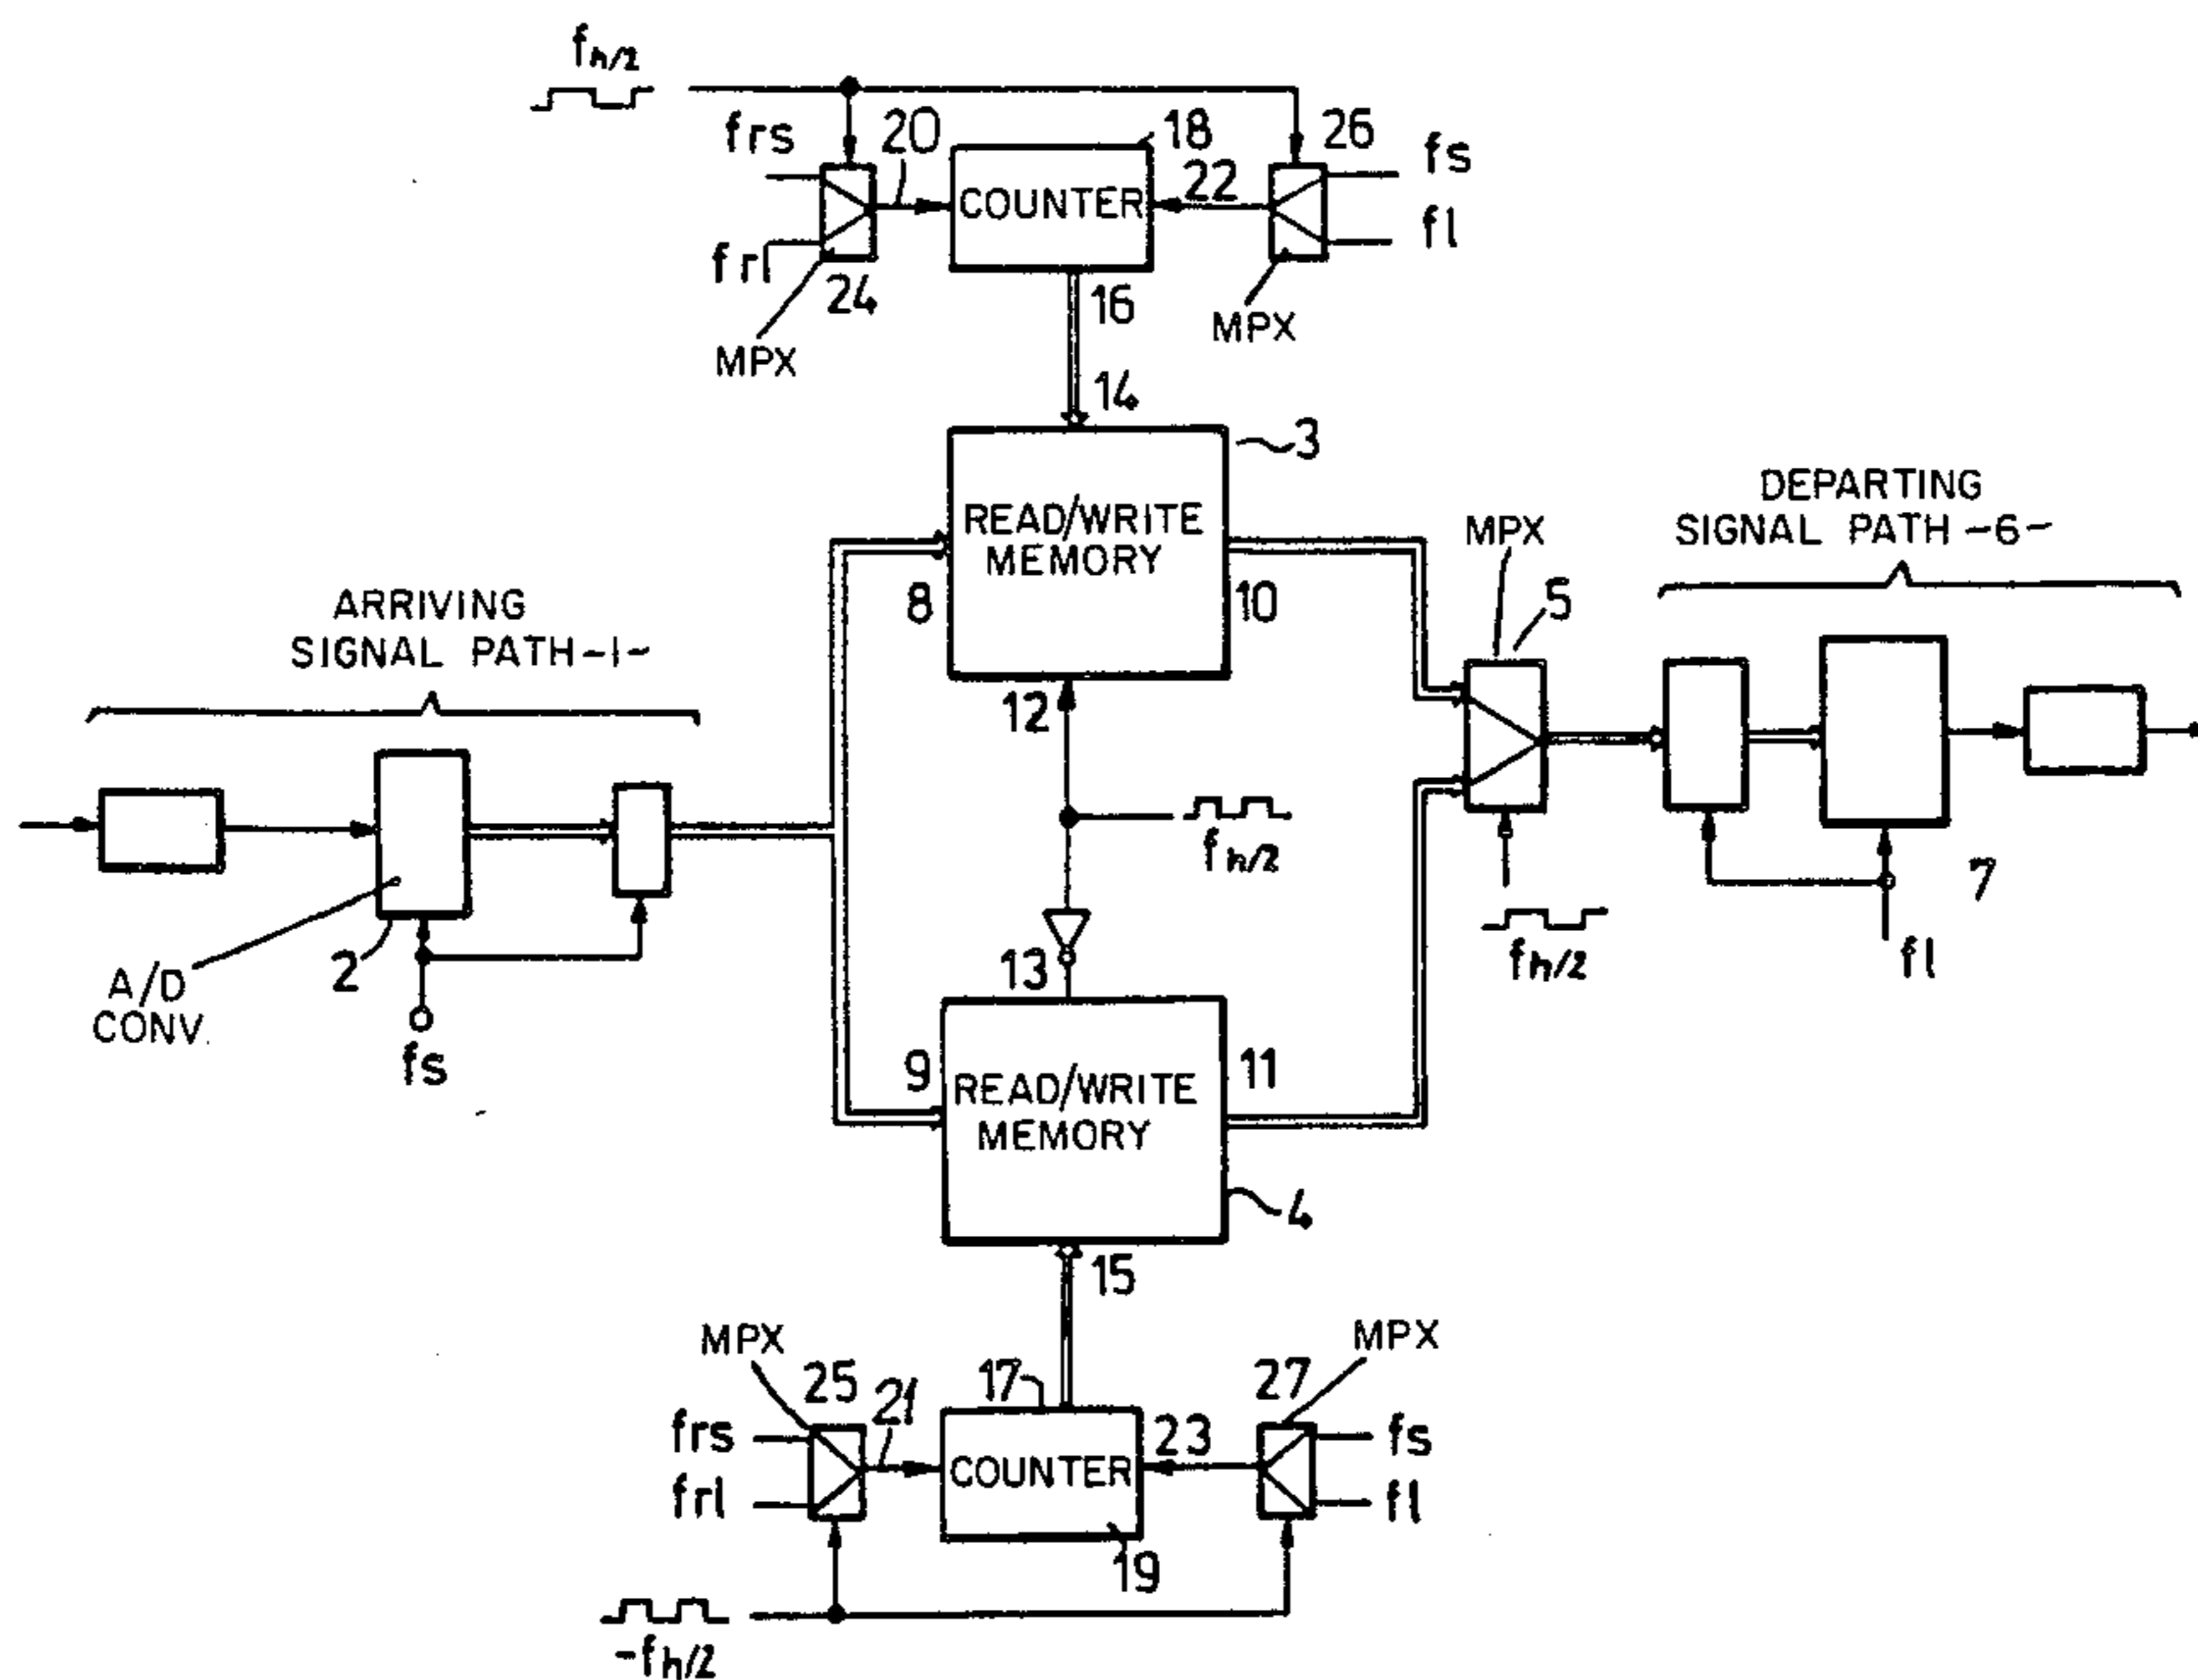 fh/2
frs
20
18
26
fs
COUNTER
22
fl
frl
24
16
MPX
MPX
14
3
READ/WRITE
MEMORY
8
10
12
DEPARTING
SIGNAL PATH -6-
MPX
5
ARRIVING
SIGNAL PATH -1-
fh/2
7
fh/2
fl
2
A/D
CONV.
fs
13
9
11
READ/WRITE
MEMORY
4
15
MPX
MPX
25
21
17
27
frs
23
fs
COUNTER
frl
fl
19
-fh/2